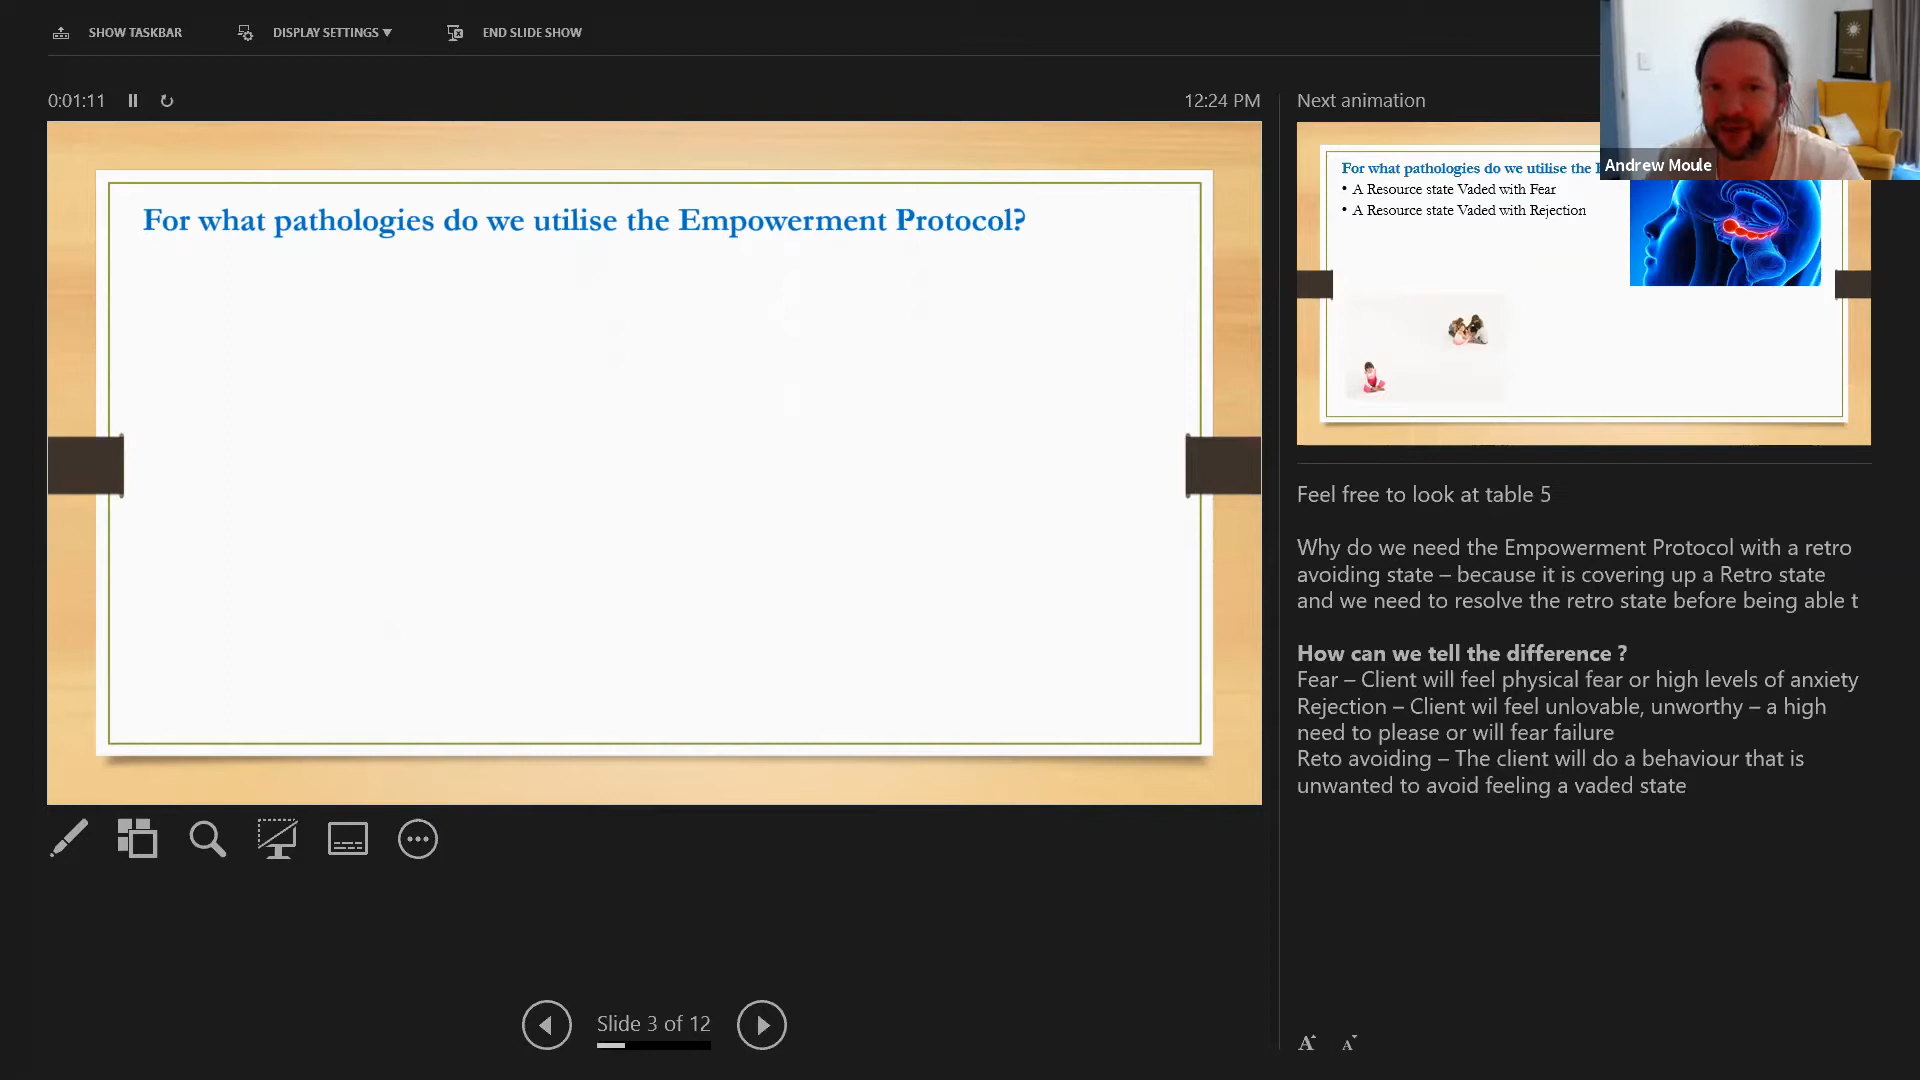 SHOW TASKBAR
DISPLAY SETTINGS ▼
END SLIDE SHOW
0:01:11
12:24 PM
For what pathologies do we utilise the Empowerment Protocol?
Slide 3 of 12
Next animation
Andrew Moule
For what pathologies do we utilise the
• A Resource state Vaded with Fear
• A Resource state Vaded with Rejection
Feel free to look at table 5
Why do we need the Empowerment Protocol with a retro
avoiding state – because it is covering up a Retro state
and we need to resolve the retro state before being able t
How can we tell the difference ?
Fear – Client will feel physical fear or high levels of anxiety
Rejection – Client wil feel unlovable, unworthy – a high
need to please or will fear failure
Reto avoiding – The client will do a behaviour that is
unwanted to avoid feeling a vaded state
A A